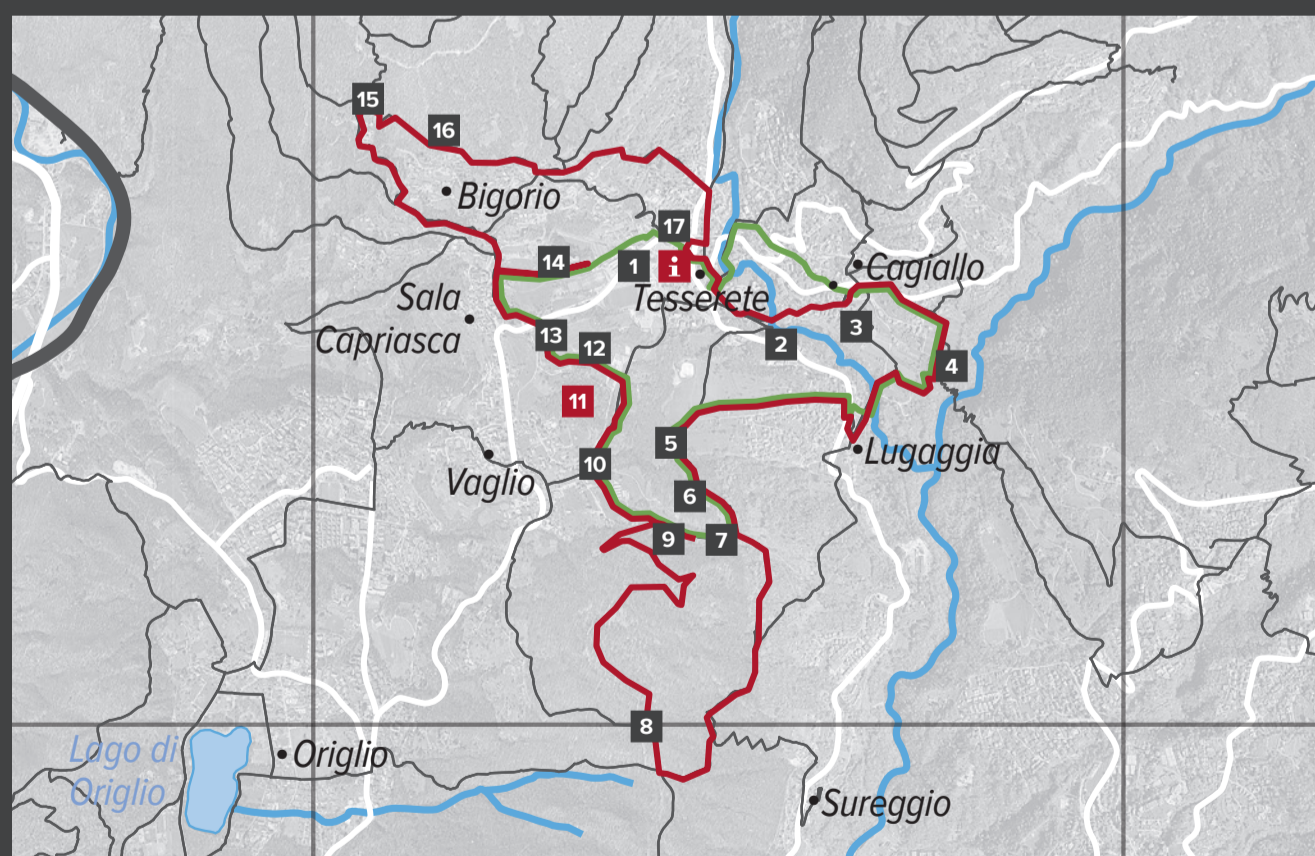 15
16
Bigorio
17
14
1
i
Tesserete
Cagiallo
Sala
Capriasca
13
12
2
3
4
11
5
Lugaggia
10
Vaglio
6
9
7
8
Lago di
Origlio
Origlio
Sureggio